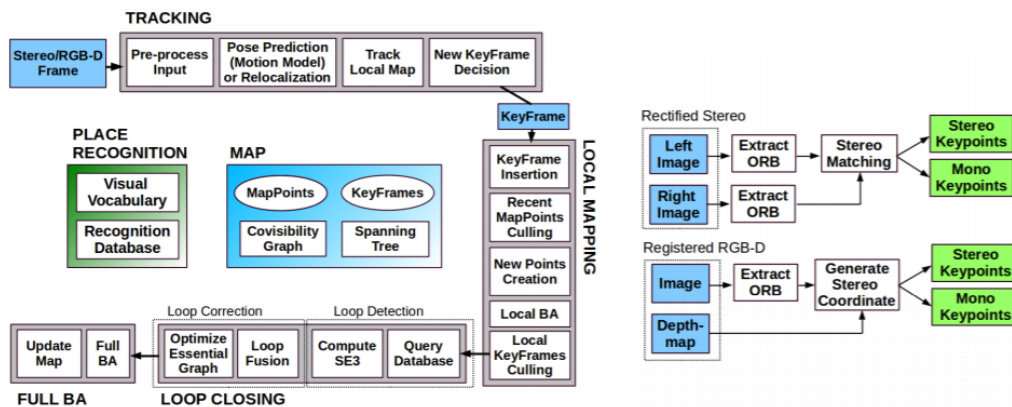 TRACKING
Stereo/RGB-D
Frame
Pre-process
Input
Pose Prediction
(Motion Model)
or Relocalization
Track
Local Map
New KeyFrame
Decision
KeyFrame
PLACE
RECOGNITION
Visual
Vocabulary
Recognition
Database
MAP
MapPoints
KeyFrames
Covisibility
Graph
Spanning
Tree
LOCAL MAPPING
KeyFrame
Insertion
Recent
MapPoints
Culling
New Points
Creation
Local BA
Local
KeyFrames
Culling
Loop Correction
Loop Detection
Update
Map
Full
BA
Optimize
Essential
Graph
Loop
Fusion
Compute
SE3
Query
Database
FULL BA
LOOP CLOSING
Rectified Stereo
Left
Image
Extract
ORB
Stereo
Matching
Stereo
Keypoints
Mono
Keypoints
Right
Image
Extract
ORB
Registered RGB-D
Image
Extract
ORB
Generate
Stereo
Coordinate
Stereo
Keypoints
Mono
Keypoints
Depth-
map